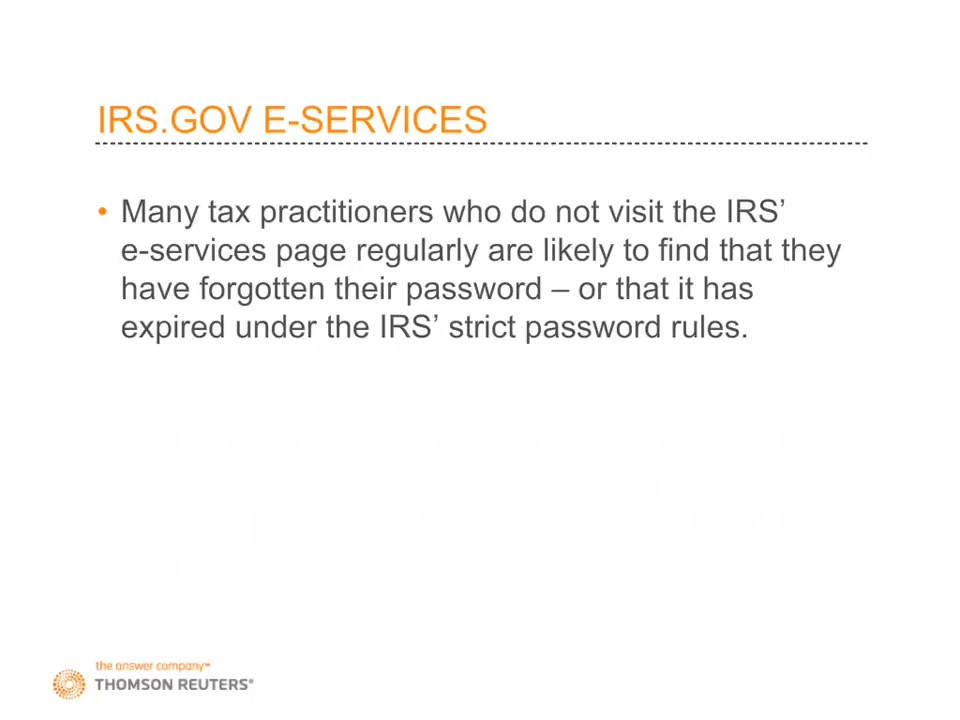 IRS.GOV E-SERVICES
• Many tax practitioners who do not visit the IRS’
e-services page regularly are likely to find that they
have forgotten their password – or that it has
expired under the IRS’ strict password rules.
the answer company™
THOMSON REUTERS®